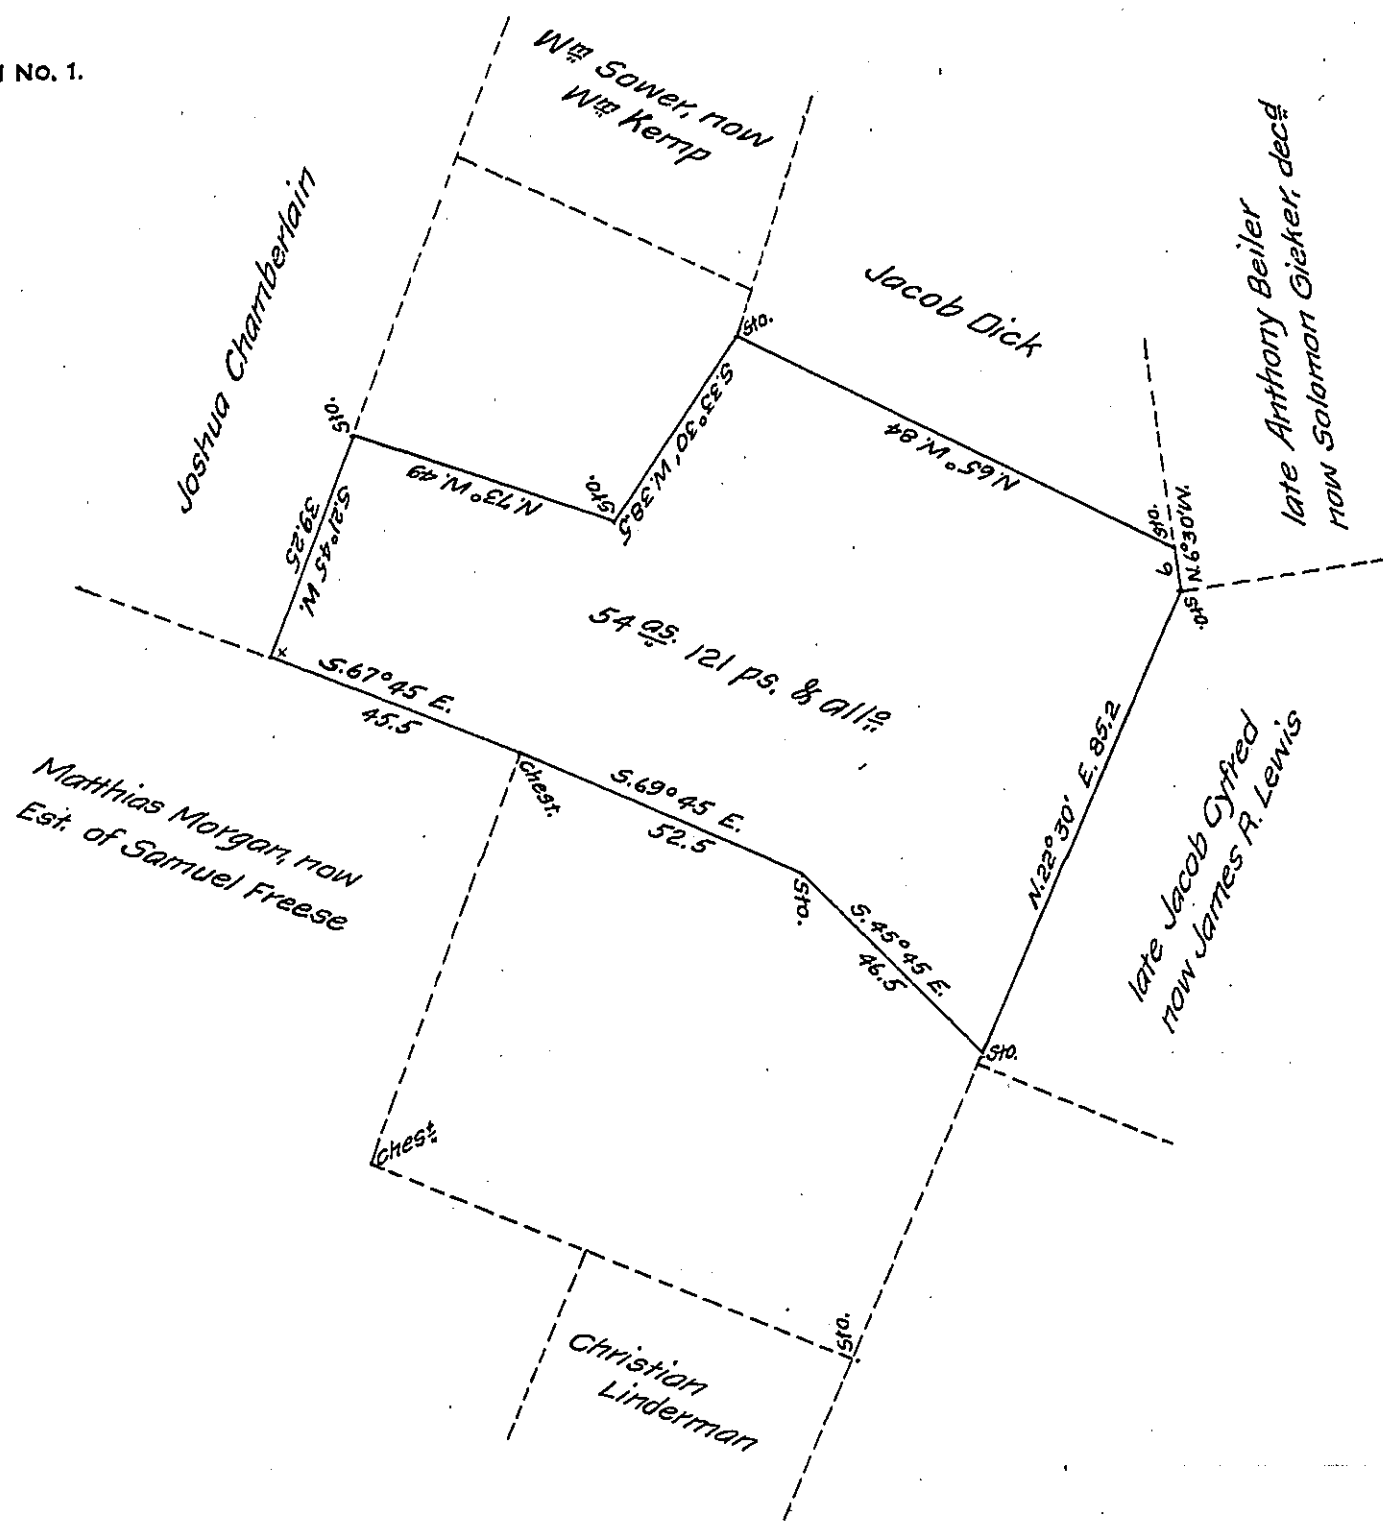 No. 1.
Wm Sower, now
Wm Kemp
Joshua Chamberlain
Jacob Dick
late Anthony Beiler
now Solomon Gieker, decd
Sto.
Sto.
N.65° W.84
S.33°30' W.38.5
Sto.
N.73° W.49
S.21°45 W.
39.25
Sto.
N.6°30' W.
6
Sto.
54 as. 121 ps. & allo
x
S.67°45 E.
45.5
Chest.
S.69°45 E.
52.5
Sto.
S.45°45 E.
46.5
N.22°30' E. 85.2
late Jacob Gyfred
now James R. Lewis
Matthias Morgan, now
Est. of Samuel Freese
Sto.
Chest
Sto.
Christian
Linderman